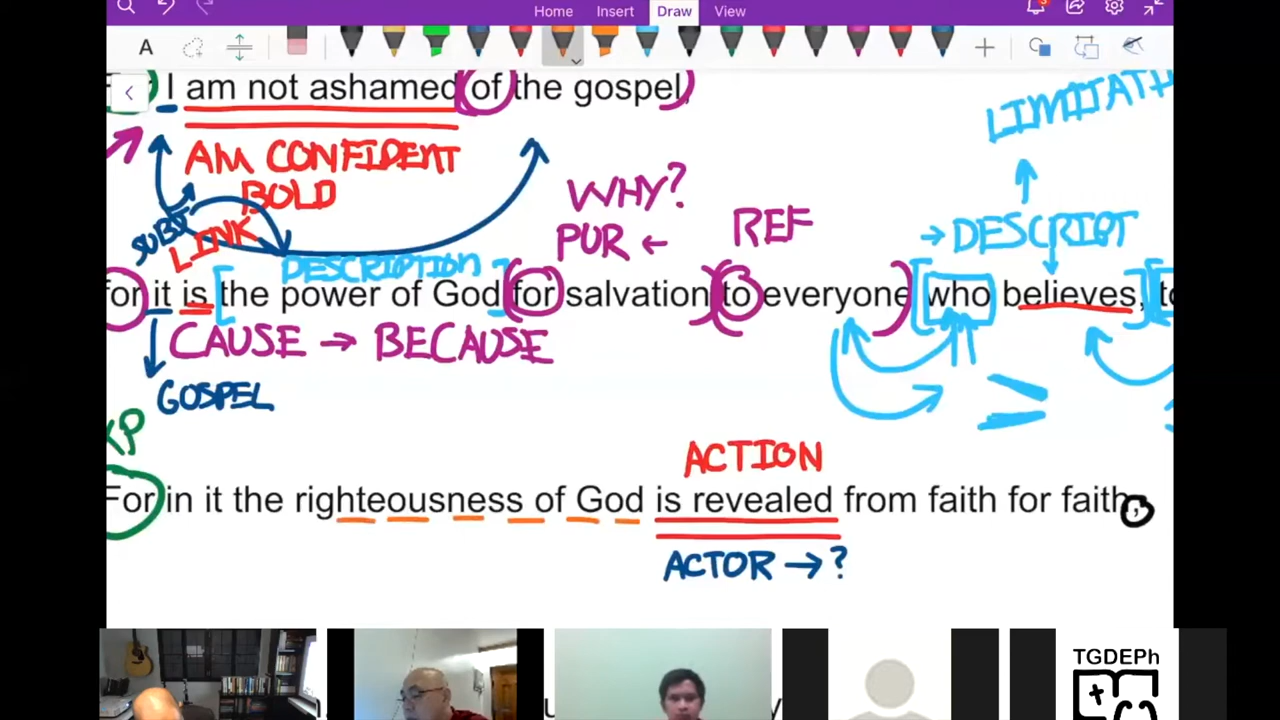 Home Insert Draw View
A
I am not ashamed of the gospel,
LIMITAT
AM CONFIDENT
BOLD
WHY?
PUR ←
REF
→ DESCRIPT
SUBJ
LINK
DESCRIPTION
for it is the power of God for salvation to everyone who believes, to
CAUSE → BECAUSE
GOSPEL
ACTION
For in it the righteousness of God is revealed from faith for faith,
ACTOR → ?
TGDEPh